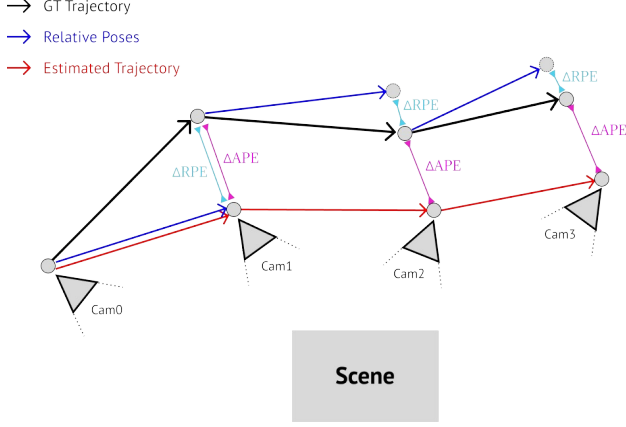 GT Trajectory
Relative Poses
Estimated Trajectory
ΔRPE
ΔRPE
ΔAPE
ΔRPE
ΔAPE
ΔAPE
Cam3
Cam1
Cam2
Cam0
Scene